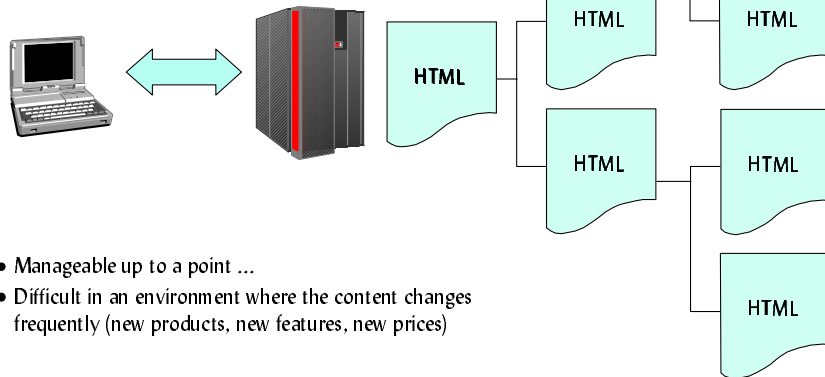 HTML
HTML
HTML
HTML
HTML
HTML
• Manageable up to a point ...
• Difficult in an environment where the content changes
frequently (new products, new features, new prices)